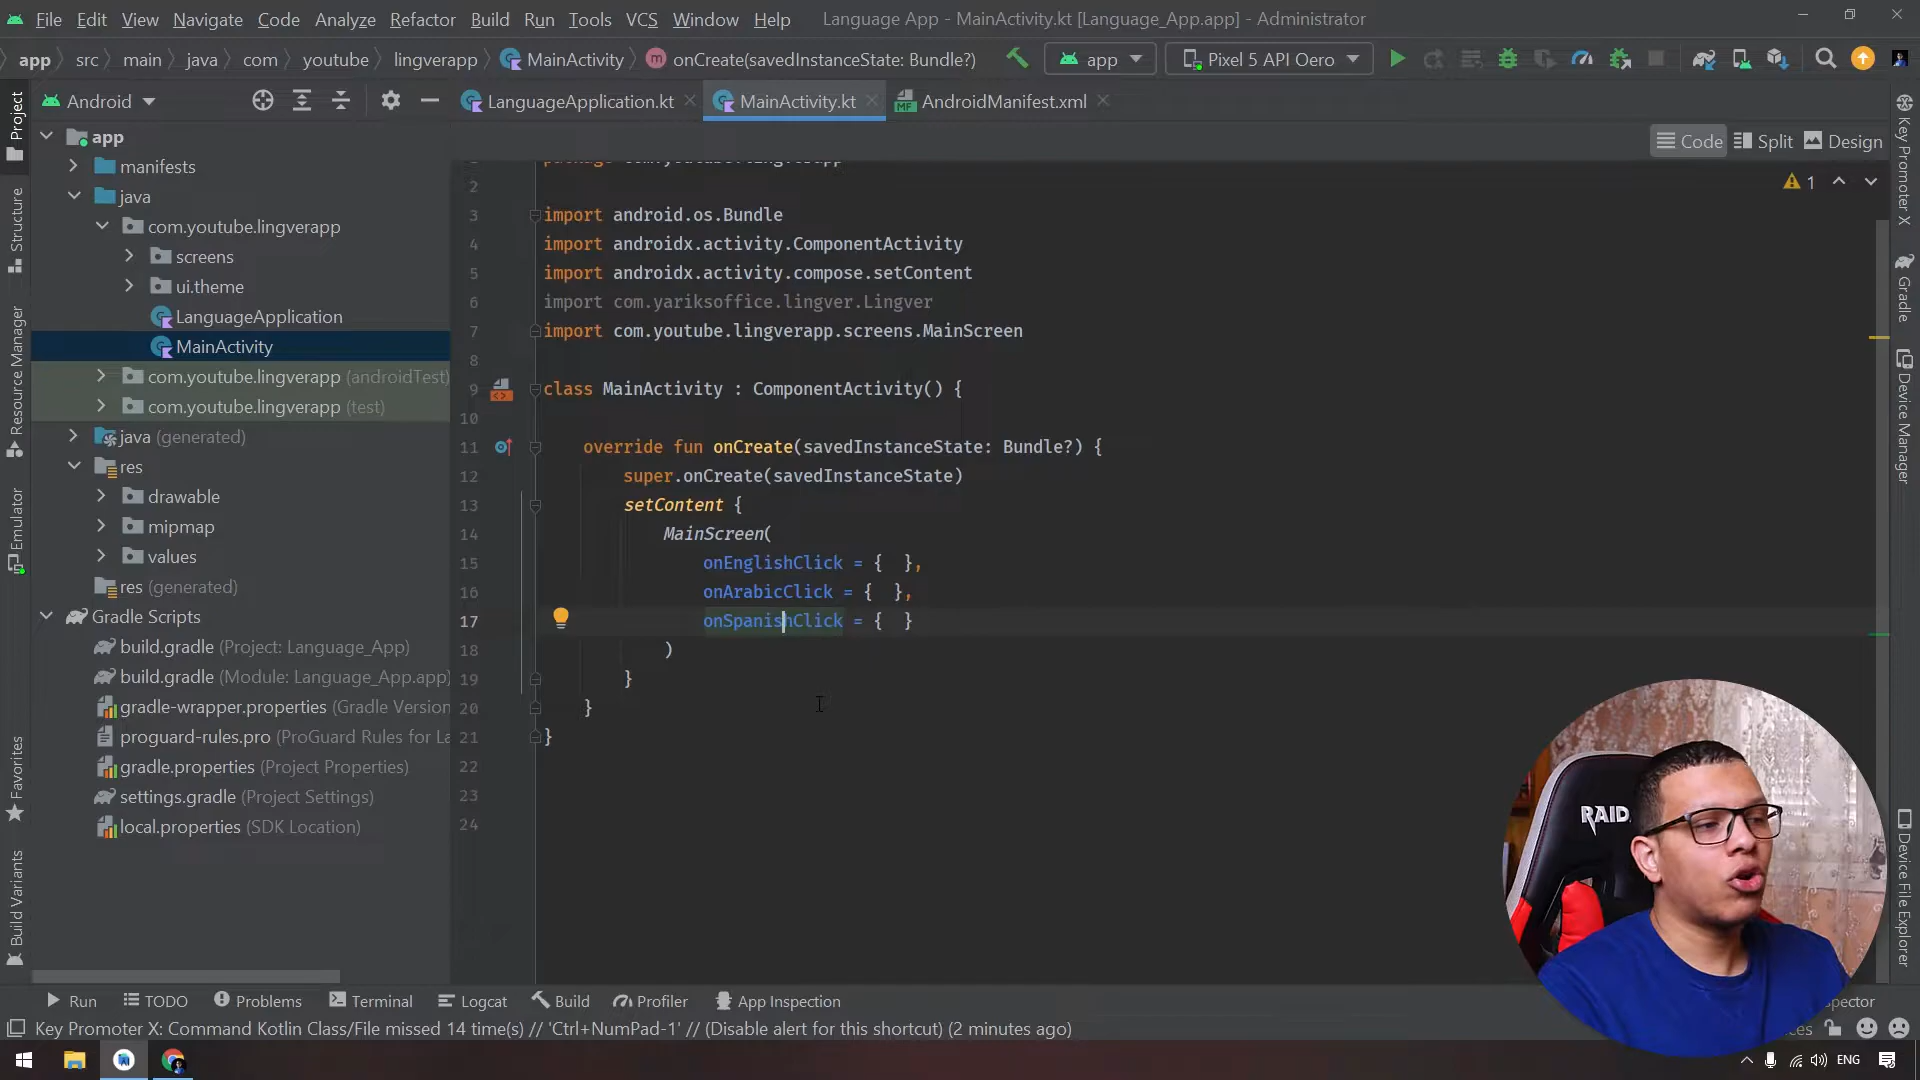 File Edit View Navigate Code Analyze Refactor Build Run Tools VCS Window Help Language App - MainActivity.kt [Language_App.app] - Administrator
app src main java com youtube lingverapp MainActivity onCreate(savedInstanceState: Bundle?) app Pixel 5 API Oero
Project
Android
LanguageApplication.kt MainActivity.kt AndroidManifest.xml
Code Split Design
1
app
manifests
java
com.youtube.lingverapp
screens
ui.theme
LanguageApplication
MainActivity
com.youtube.lingverapp (androidTest)
com.youtube.lingverapp (test)
java (generated)
res
drawable
mipmap
values
res (generated)
Gradle Scripts
build.gradle (Project: Language_App)
build.gradle (Module: Language_App.app)
gradle-wrapper.properties (Gradle Version
proguard-rules.pro (ProGuard Rules for La
gradle.properties (Project Properties)
settings.gradle (Project Settings)
local.properties (SDK Location)
Structure
Resource Manager
Emulator
Favorites
Build Variants
2
3 import android.os.Bundle
4 import androidx.activity.ComponentActivity
5 import androidx.activity.compose.setContent
6 import com.yariksoffice.lingver.Lingver
7 import com.youtube.lingverapp.screens.MainScreen
8
9 class MainActivity : ComponentActivity() {
10
11 override fun onCreate(savedInstanceState: Bundle?) {
12 super.onCreate(savedInstanceState)
13 setContent {
14 MainScreen(
15 onEnglishClick = { },
16 onArabicClick = { },
17 onSpanishClick = { }
18 )
19 }
20 }
21 }
22
23
24
Key Promoter X
Gradle
Device Manager
Device File Explorer
RAID
Run TODO Problems Terminal Logcat Build Profiler App Inspection
Key Promoter X: Command Kotlin Class/File missed 14 time(s) // 'Ctrl+NumPad-1' // (Disable alert for this shortcut) (2 minutes ago)
ENG